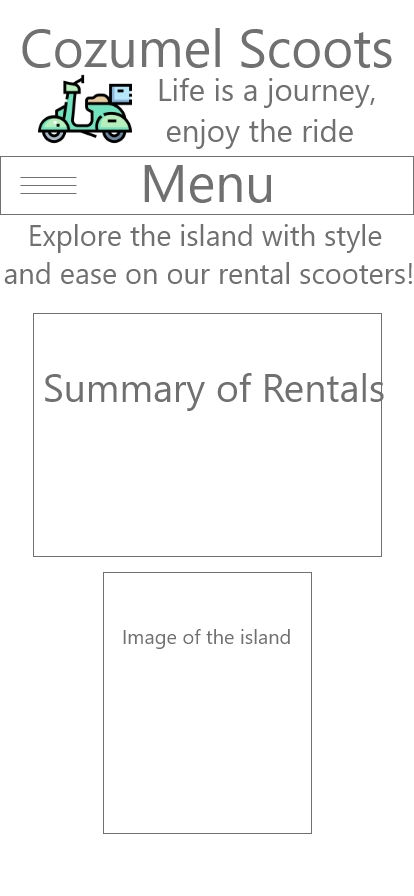 Cozumel Scoots
Life is a journey,
enjoy the ride
Menu
Explore the island with style
and ease on our rental scooters!
Summary of Rentals
Image of the island